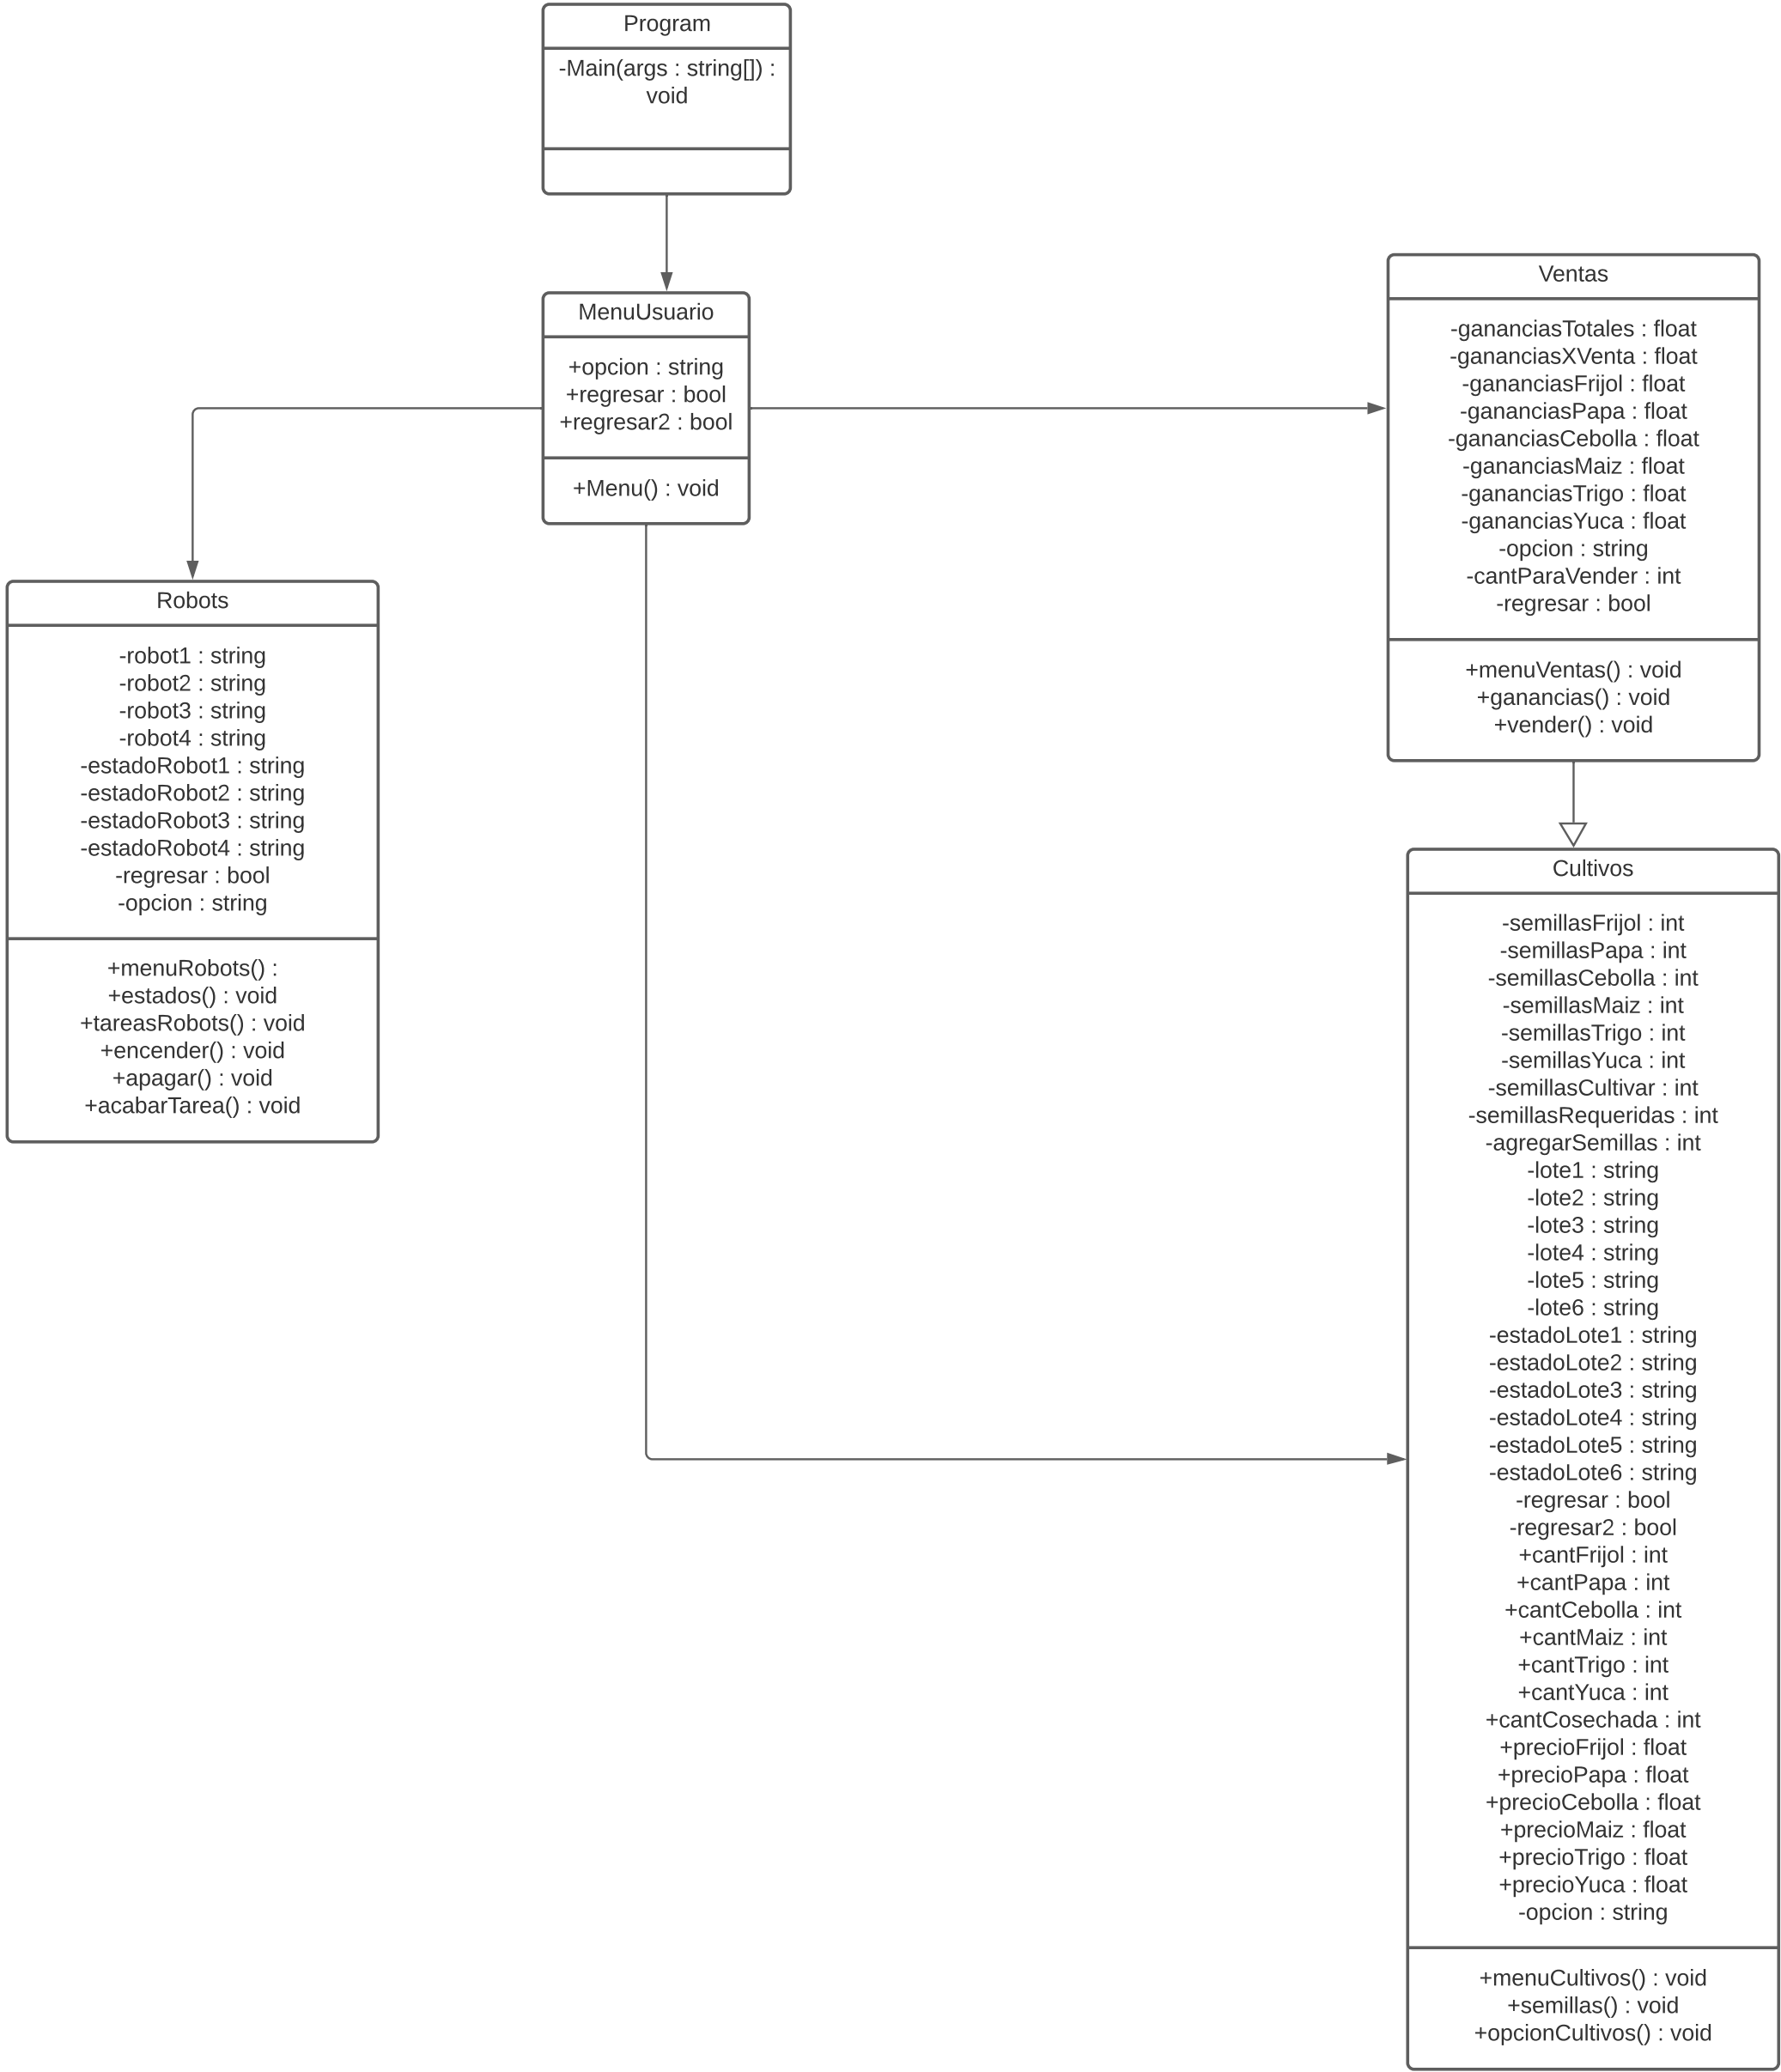 Program
-Main(args : string[]) :
void
MenuUsuario
+opcion : string
+regresar : bool
+regresar2 : bool
+Menu() : void
Ventas
-gananciasTotales : float
-gananciasXVenta : float
-gananciasFrijol : float
-gananciasPapa : float
-gananciasCebolla : float
-gananciasMaiz : float
-gananciasTrigo : float
-gananciasYuca : float
-opcion : string
-cantParaVender : int
-regresar : bool
+menuVentas() : void
+ganancias() : void
+vender() : void
Robots
-robot1 : string
-robot2 : string
-robot3 : string
-robot4 : string
-estadoRobot1 : string
-estadoRobot2 : string
-estadoRobot3 : string
-estadoRobot4 : string
-regresar : bool
-opcion : string
+menuRobots() :
+estados() : void
+tareasRobots() : void
+encender() : void
+apagar() : void
+acabarTarea() : void
Cultivos
-semillasFrijol : int
-semillasPapa : int
-semillasCebolla : int
-semillasMaiz : int
-semillasTrigo : int
-semillasYuca : int
-semillasCultivar : int
-semillasRequeridas : int
-agregarSemillas : int
-lote1 : string
-lote2 : string
-lote3 : string
-lote4 : string
-lote5 : string
-lote6 : string
-estadoLote1 : string
-estadoLote2 : string
-estadoLote3 : string
-estadoLote4 : string
-estadoLote5 : string
-estadoLote6 : string
-regresar : bool
-regresar2 : bool
+cantFrijol : int
+cantPapa : int
+cantCebolla : int
+cantMaiz : int
+cantTrigo : int
+cantYuca : int
+cantCosechada : int
+precioFrijol : float
+precioPapa : float
+precioCebolla : float
+precioMaiz : float
+precioTrigo : float
+precioYuca : float
-opcion : string
+menuCultivos() : void
+semillas() : void
+opcionCultivos() : void